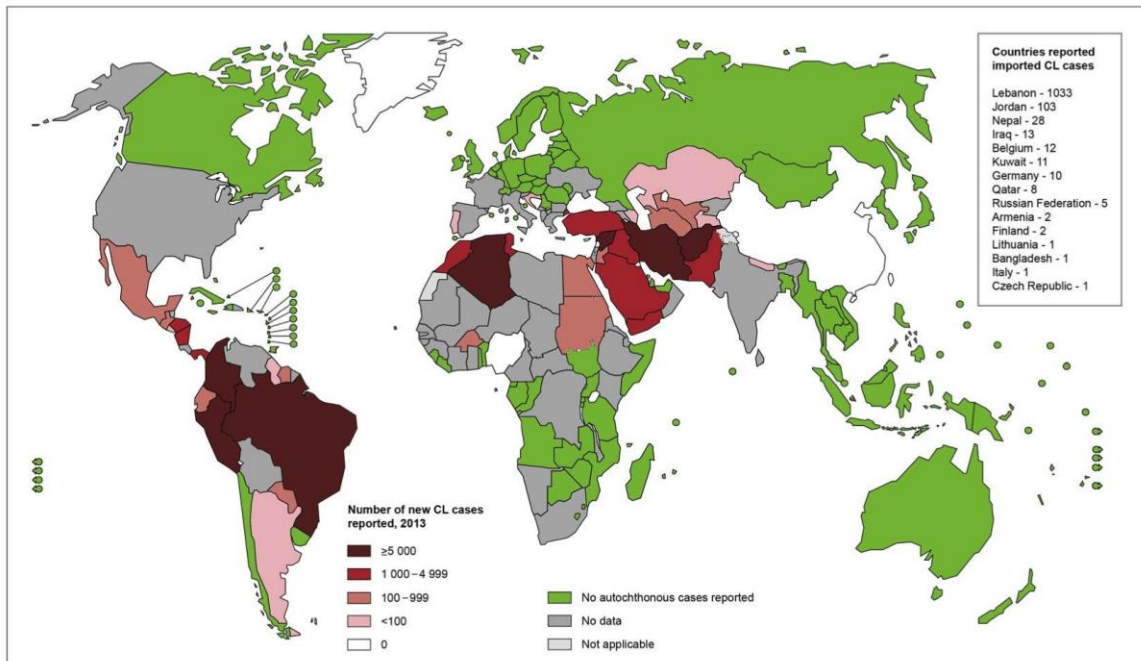 Countries reported
imported CL cases
Lebanon - 1033
Jordan - 103
Nepal - 28
Iraq - 13
Belgium - 12
Kuwait - 11
Germany - 10
Qatar - 8
Russian Federation - 5
Armenia - 2
Finland - 2
Lithuania - 1
Bangladesh - 1
Italy - 1
Czech Republic - 1
Number of new CL cases
reported, 2013
≥5 000
1 000–4 999
100–999
<100
0
No autochthonous cases reported
No data
Not applicable